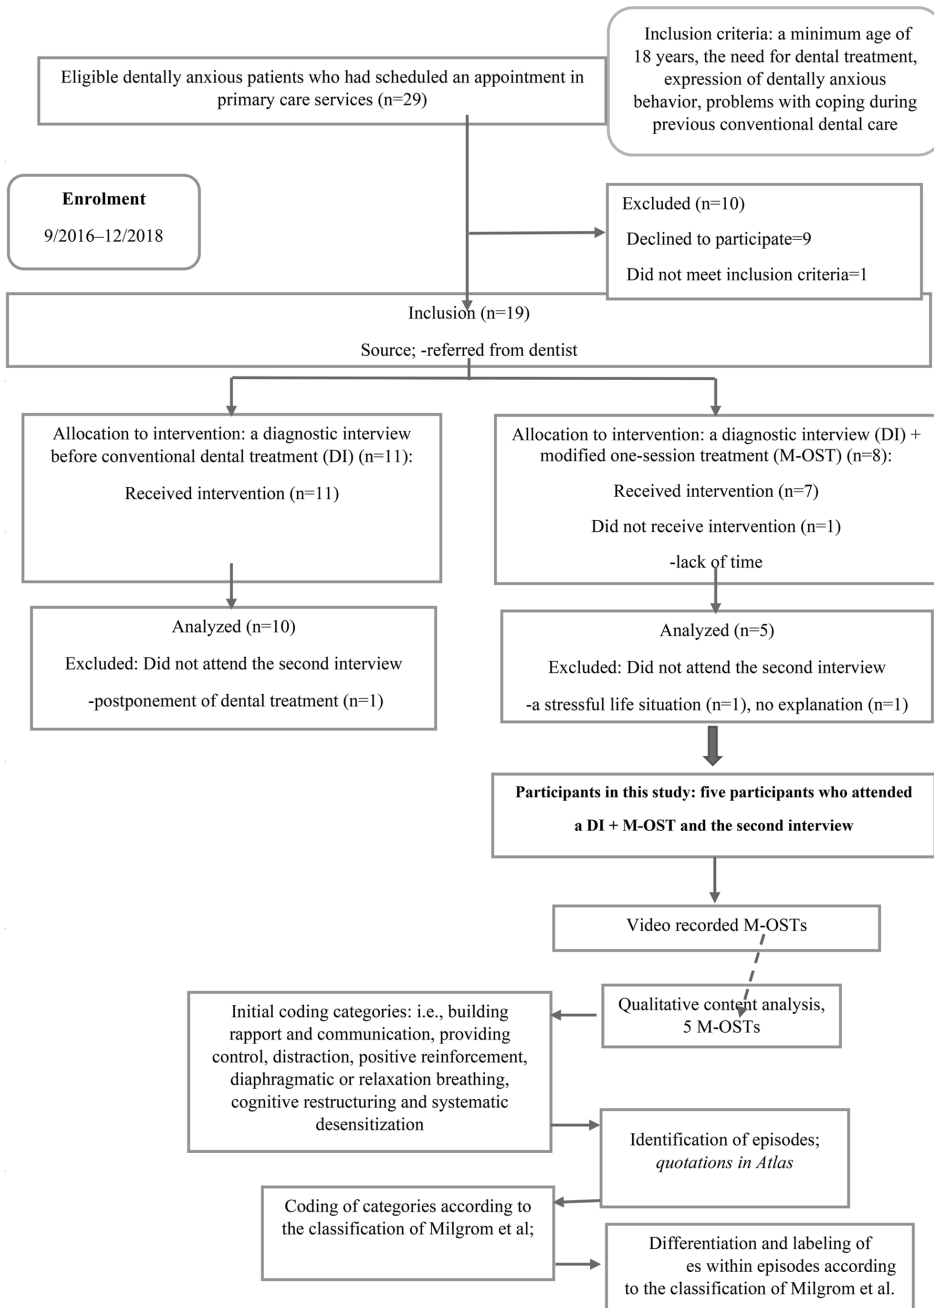 Inclusion criteria: a minimum age of
18 years, the need for dental treatment,
expression of dentally anxious
behavior, problems with coping during
previous conventional dental care
Eligible dentally anxious patients who had scheduled an appointment in
primary care services (n=29)
Enrolment
9/2016–12/2018
Excluded (n=10)
Declined to participate=9
Did not meet inclusion criteria=1
Inclusion (n=19)
Source; -referred from dentist
Allocation to intervention: a diagnostic interview
before conventional dental treatment (DI) (n=11):
Received intervention (n=11)
Allocation to intervention: a diagnostic interview (DI) +
modified one-session treatment (M-OST) (n=8):
Received intervention (n=7)
Did not receive intervention (n=1)
-lack of time
Analyzed (n=10)
Excluded: Did not attend the second interview
-postponement of dental treatment (n=1)
Analyzed (n=5)
Excluded: Did not attend the second interview
-a stressful life situation (n=1), no explanation (n=1)
Participants in this study: five participants who attended
a DI + M-OST and the second interview
Video recorded M-OSTs
Qualitative content analysis,
5 M-OSTs
Initial coding categories: i.e., building
rapport and communication, providing
control, distraction, positive reinforcement,
diaphragmatic or relaxation breathing,
cognitive restructuring and systematic
desensitization
Identification of episodes;
quotations in Atlas
Coding of categories according to
the classification of Milgrom et al;
Differentiation and labeling of
es within episodes according
to the classification of Milgrom et al.